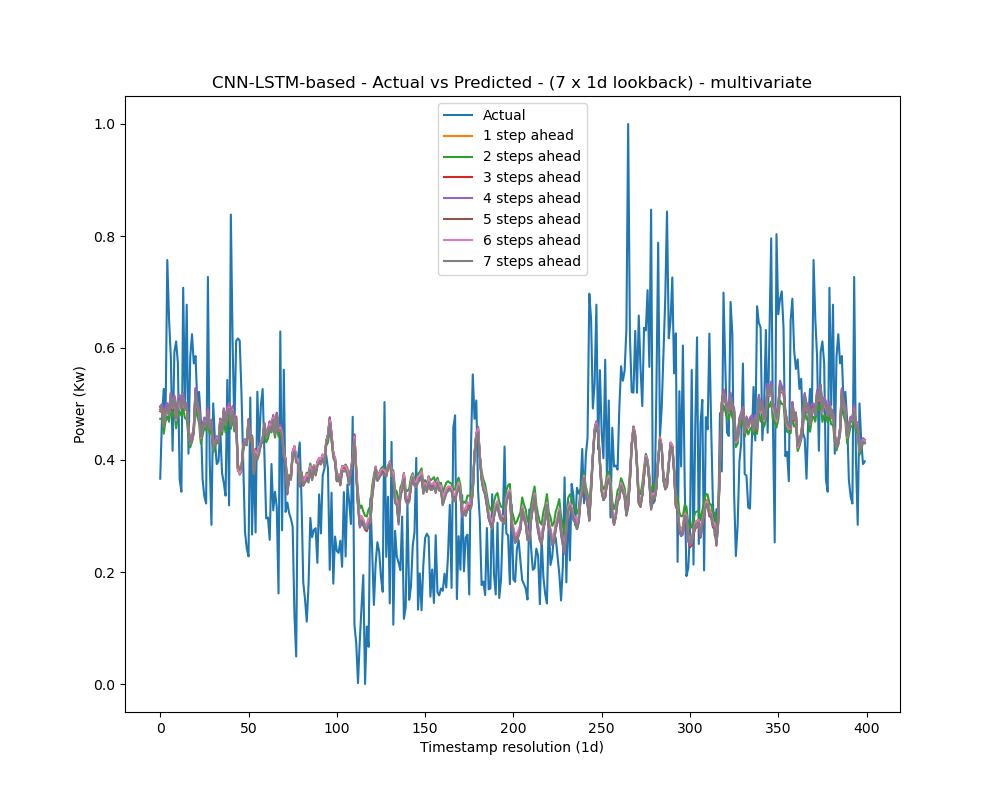 CNN-LSTM-based - Actual vs Predicted - (7 x 1d lookback) - multivariate
Actual
1 step ahead
2 steps ahead
3 steps ahead
4 steps ahead
5 steps ahead
6 steps ahead
7 steps ahead
1.0
0.8
0.6
0.4
0.2
0.0
Power (Kw)
0 50 100 150 200 250 300 350 400
Timestamp resolution (1d)